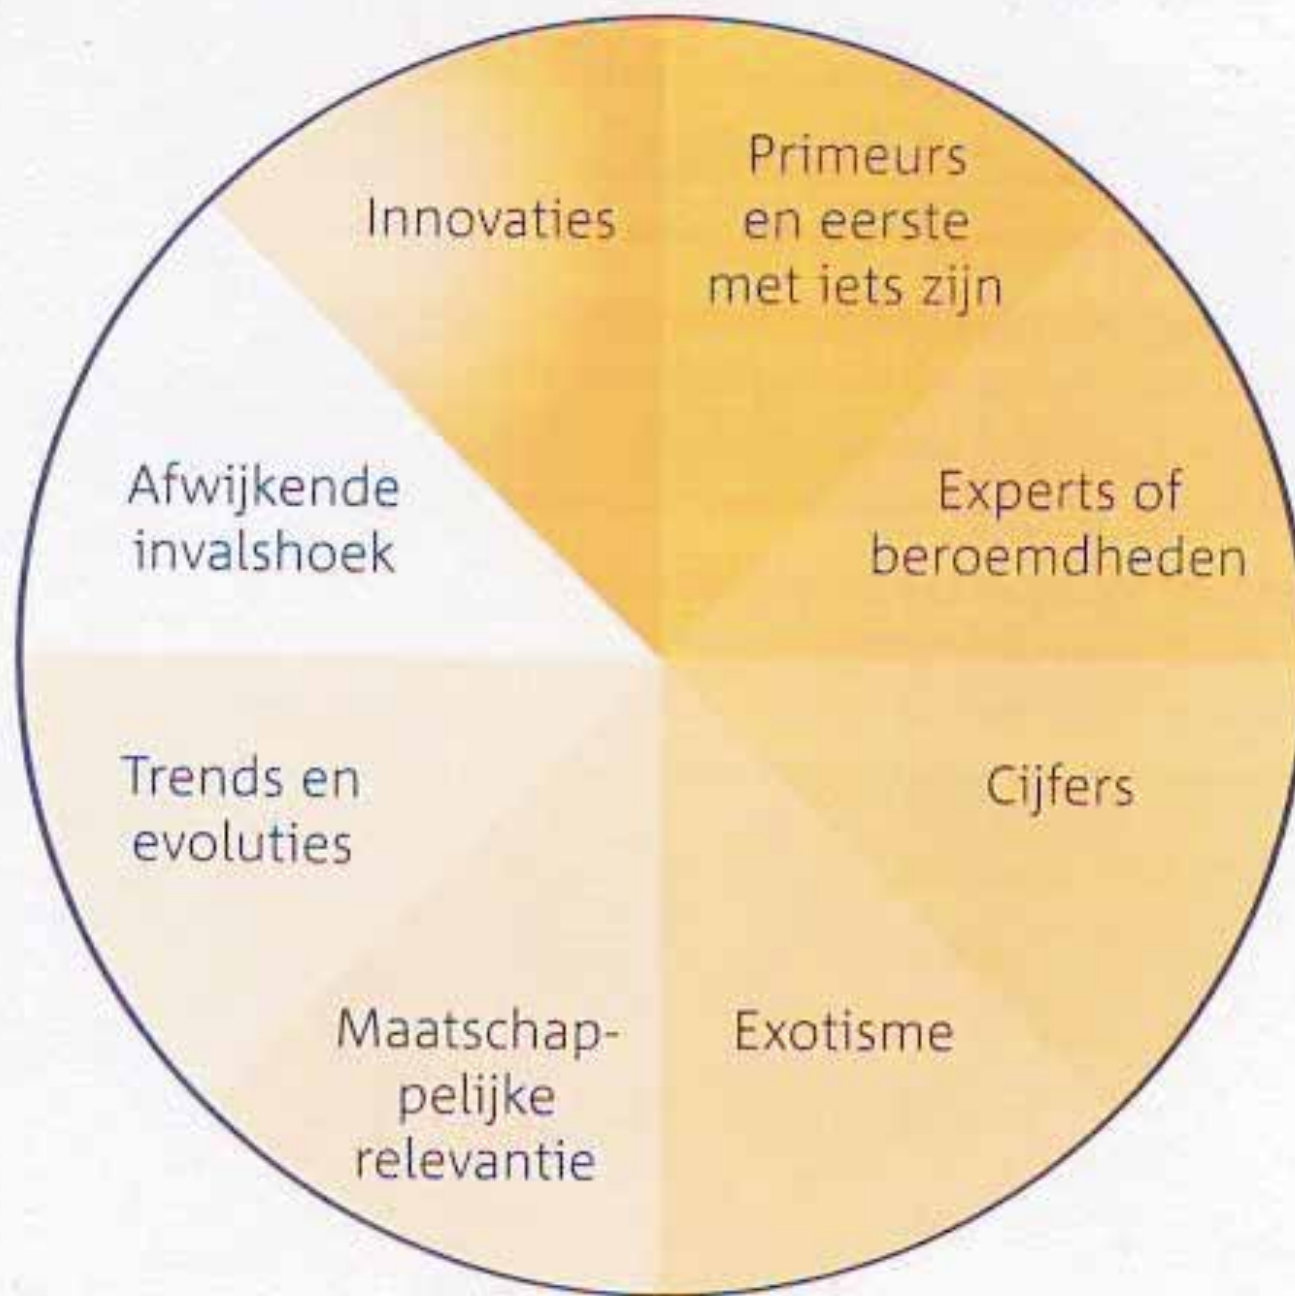 Innovaties
Primeurs
en eerste
met iets zijn
Experts of
beroemdheden
Cijfers
Exotisme
Maatschap-
pelijke
relevantie
Trends en
evoluties
Afwijkende
invalshoek